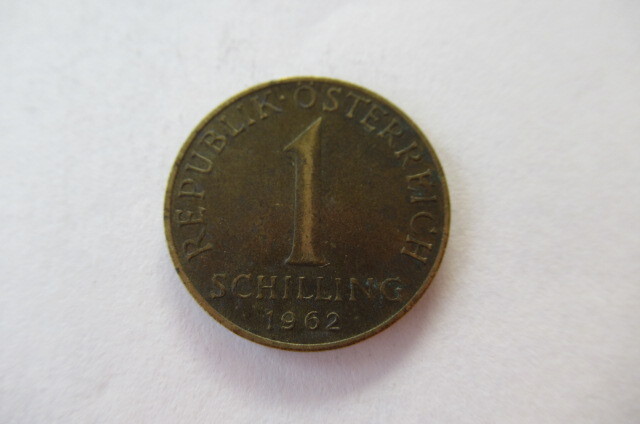 REPUBLIK·ÖSTERREICH
1
SCHILLING
1962